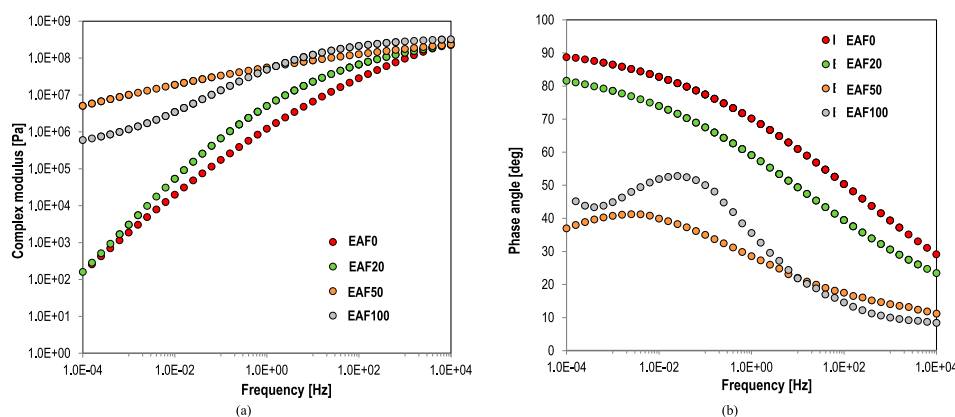 1.0E+09
1.0E+08
1.0E+07
1.0E+06
1.0E+05
1.0E+04
1.0E+03
1.0E+02
1.0E+01
1.0E+00
Complex modulus [Pa]
EAF0
EAF20
EAF50
EAF100
1.0E-04 1.0E-02 1.0E+00 1.0E+02 1.0E+04
Frequency [Hz]
(a)
100
90
80
70
60
50
40
30
20
10
0
Phase angle [deg]
EAF0
EAF20
EAF50
EAF100
1.0E-04 1.0E-02 1.0E+00 1.0E+02 1.0E+04
Frequency [Hz]
(b)